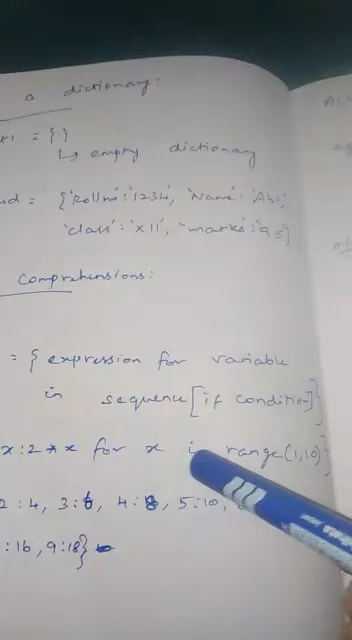 a dictionary:
= { }
↳ empty dictionary
= {'Rollno':1234, 'Name':'Abi',
'class':'XII', 'marks':95}
comprehensions:
= { expression for variable
in sequence [if condition]}
x:2**x for x i range(1,10)}
2:4, 3:6, 4:8, 5:10,
:16, 9:18}